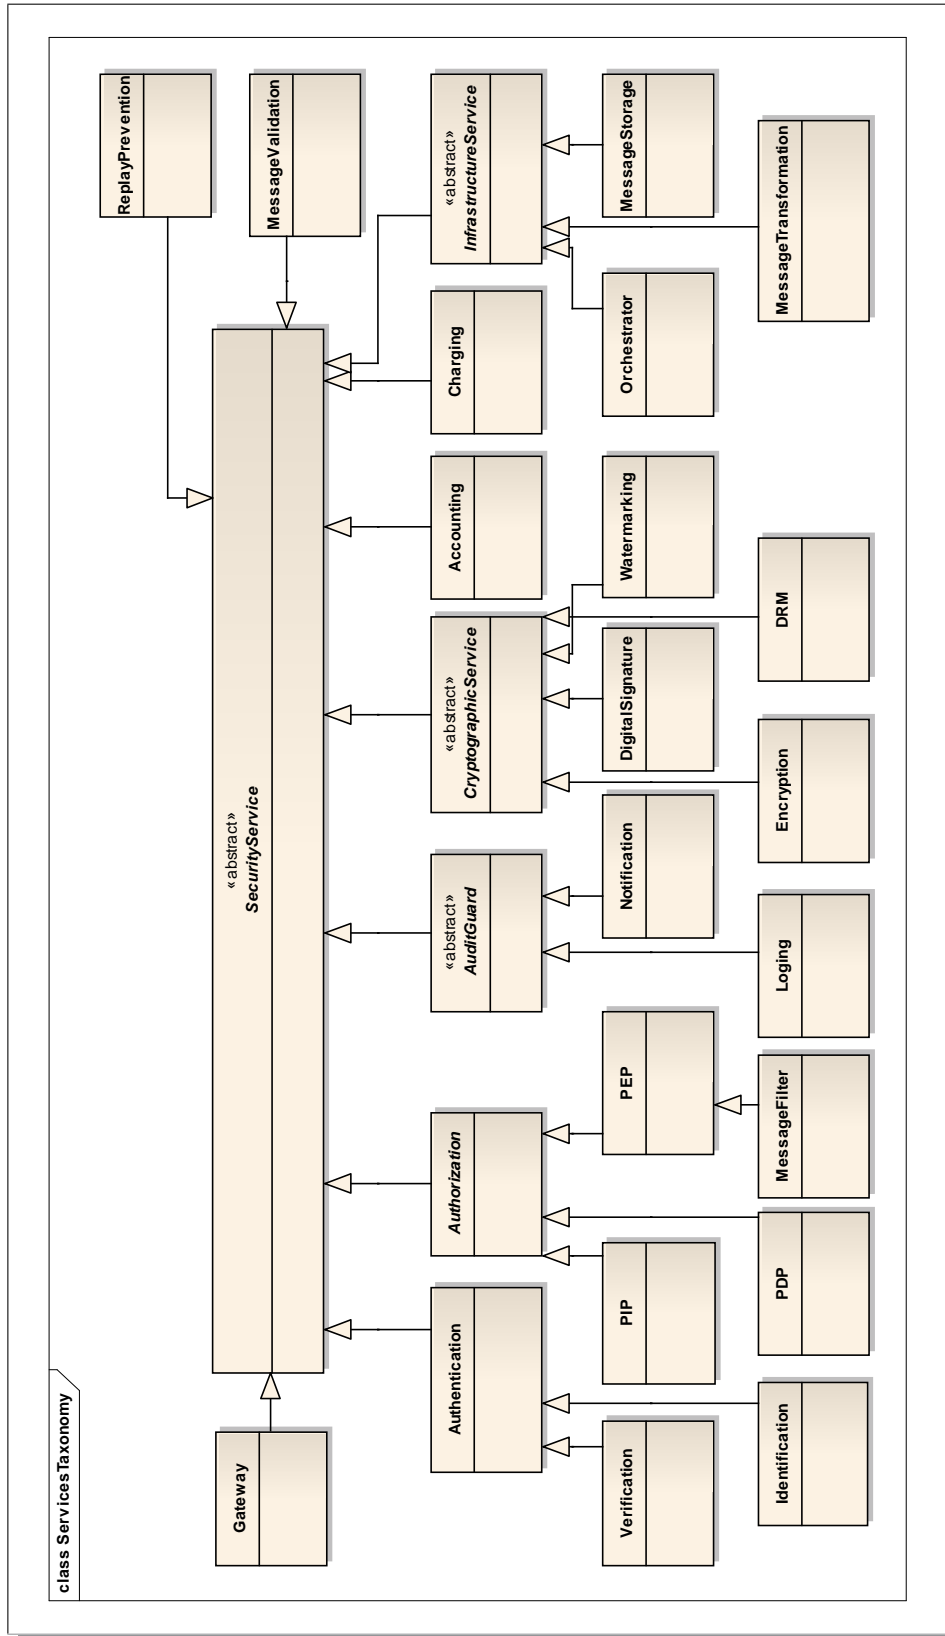 class ServicesTaxonomy
ReplayPrevention
MessageValidation
Gateway
«abstract»
SecurityService
Authentication
Authorization
«abstract»
AuditGuard
«abstract»
CryptographicService
Accounting
Charging
«abstract»
InfrastructureService
Verification
PIP
PEP
Notification
DigitalSignature
Watermarking
Orchestrator
MessageStorage
Identification
PDP
MessageFilter
Loging
Encryption
DRM
MessageTransformation